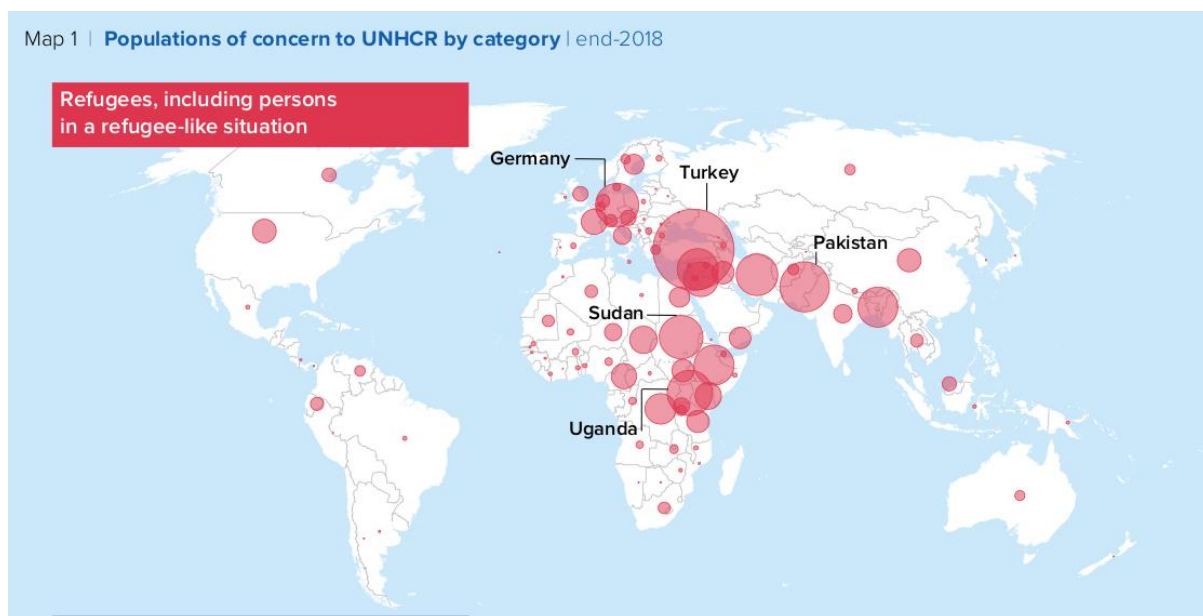 Map 1 | Populations of concern to UNHCR by category | end-2018
Refugees, including persons
in a refugee-like situation
Germany
Turkey
Pakistan
Sudan
Uganda